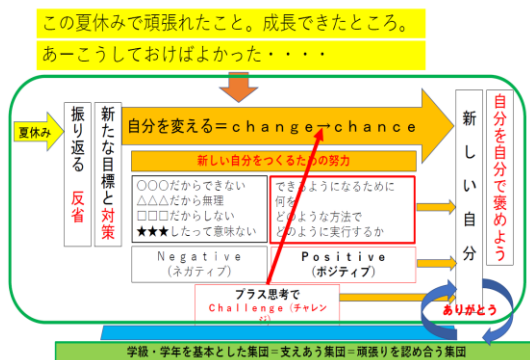 この夏休みで頑張れたこと。成長できたところ。
あーこうしておけばよかった・・・・
夏休み
振り返る 反省
新たな目標と対策
自分を変える＝ｃｈａｎｇｅ→ｃｈａｎｃｅ
新しい自分をつくるための努力
〇〇〇だからできない
△△△だから無理
□□□だからしない
★★★したって意味ない
できるようになるために
何を
どのような方法で
どのように実行するか
Ｎｅｇａｔｉｖｅ
（ネガティブ）
Ｐｏｓｉｔｉｖｅ
（ポジティブ）
プラス思考で
Ｃｈａｌｌｅｎｇｅ（チャレン
ジ）
新しい自分
自分を自分で褒めよう
ありがとう
学級・学年を基本とした集団＝支えあう集団＝頑張りを認め合う集団